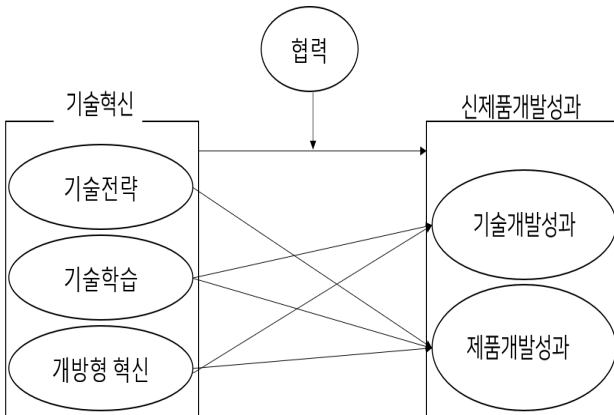 협력
기술혁신
신제품개발성과
기술전략
기술개발성과
기술학습
제품개발성과
개방형 혁신